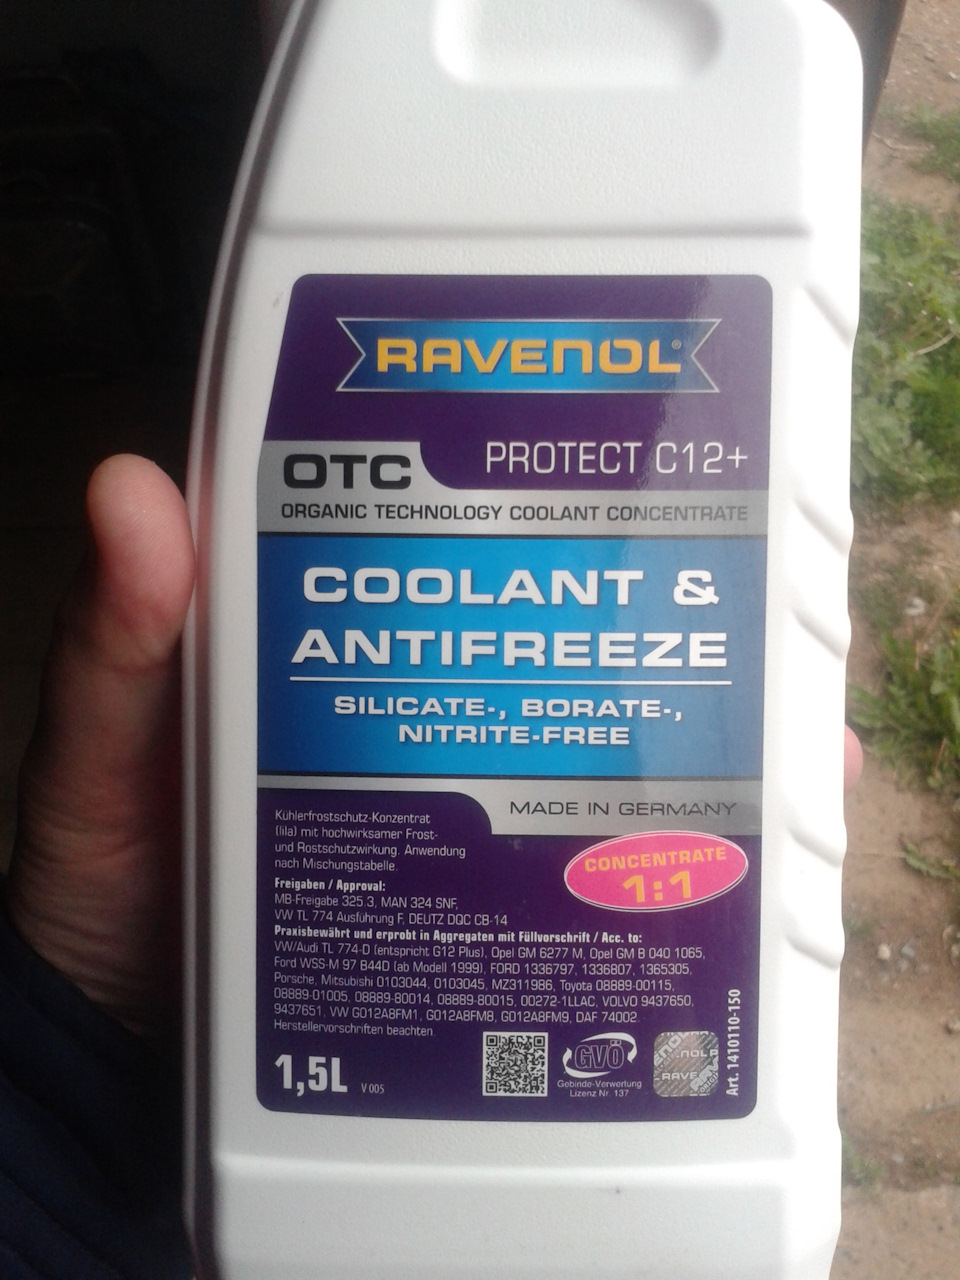 RAVENOL®
OTC
PROTECT C12+
ORGANIC TECHNOLOGY COOLANT CONCENTRATE
COOLANT &
ANTIFREEZE
SILICATE-, BORATE-,
NITRITE-FREE
MADE IN GERMANY
CONCENTRATE
1:1
Kühlerfrostschutz-Konzentrat
(lila) mit hochwirksamer Frost-
und Rostschutzwirkung. Anwendung
nach Mischungstabelle.
Freigaben / Approval:
MB-Freigabe 325.3, MAN 324 SNF,
VW TL 774 Ausführung F, DEUTZ DQC CB-14
Praxisbewährt und erprobt in Aggregaten mit Füllvorschrift / Acc. to:
VW/Audi TL 774-D (entspricht G12 Plus), Opel GM 6277 M, Opel GM B 040 1065,
Ford WSS-M 97 B44D (ab Modell 1999), FORD 1336797, 1336807, 1365305,
Porsche, Mitsubishi 0103044, 0103045, MZ311986, Toyota 08889-00115,
08889-01005, 08889-80014, 08889-80015, 00272-1LLAC, VOLVO 9437650,
9437651, VW G012A8FM1, G012A8FM8, G012A8FM9, DAF 74002.
Herstellervorschriften beachten.
1,5L
V 005
GVÖ
Gebinde-Verwertung
Lizenz Nr. 137
Art. 1410110-150